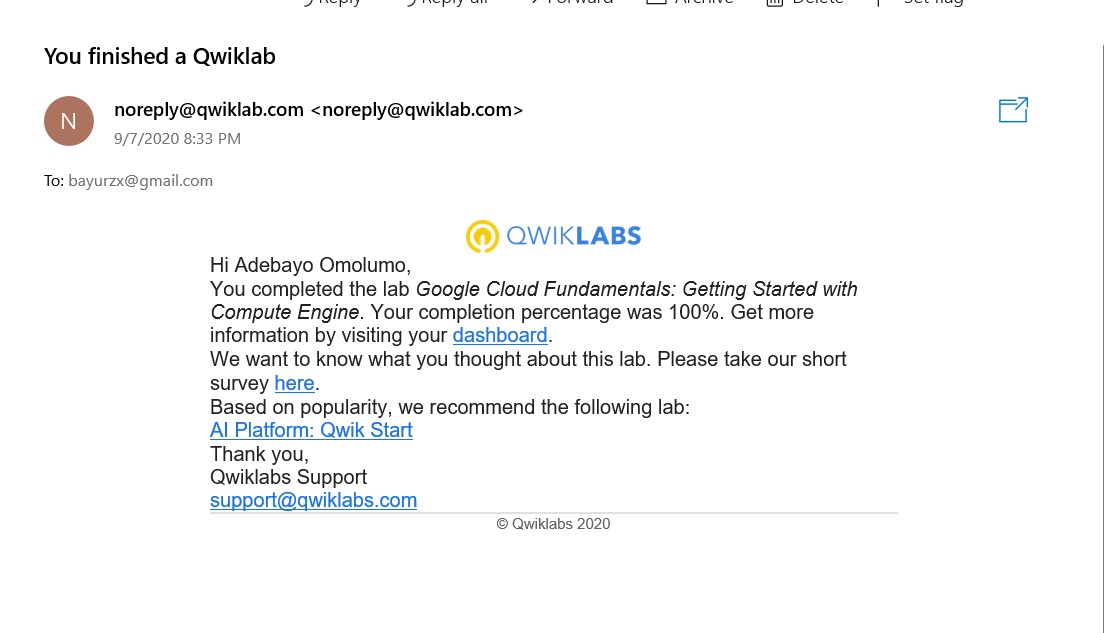 Reply Reply all Forward Archive Delete Set flag
You finished a Qwiklab
N
noreply@qwiklab.com <noreply@qwiklab.com>
9/7/2020 8:33 PM
To: bayurzx@gmail.com
QWIKLABS
Hi Adebayo Omolumo,
You completed the lab Google Cloud Fundamentals: Getting Started with
Compute Engine. Your completion percentage was 100%. Get more
information by visiting your dashboard.
We want to know what you thought about this lab. Please take our short
survey here.
Based on popularity, we recommend the following lab:
AI Platform: Qwik Start
Thank you,
Qwiklabs Support
support@qwiklabs.com
© Qwiklabs 2020